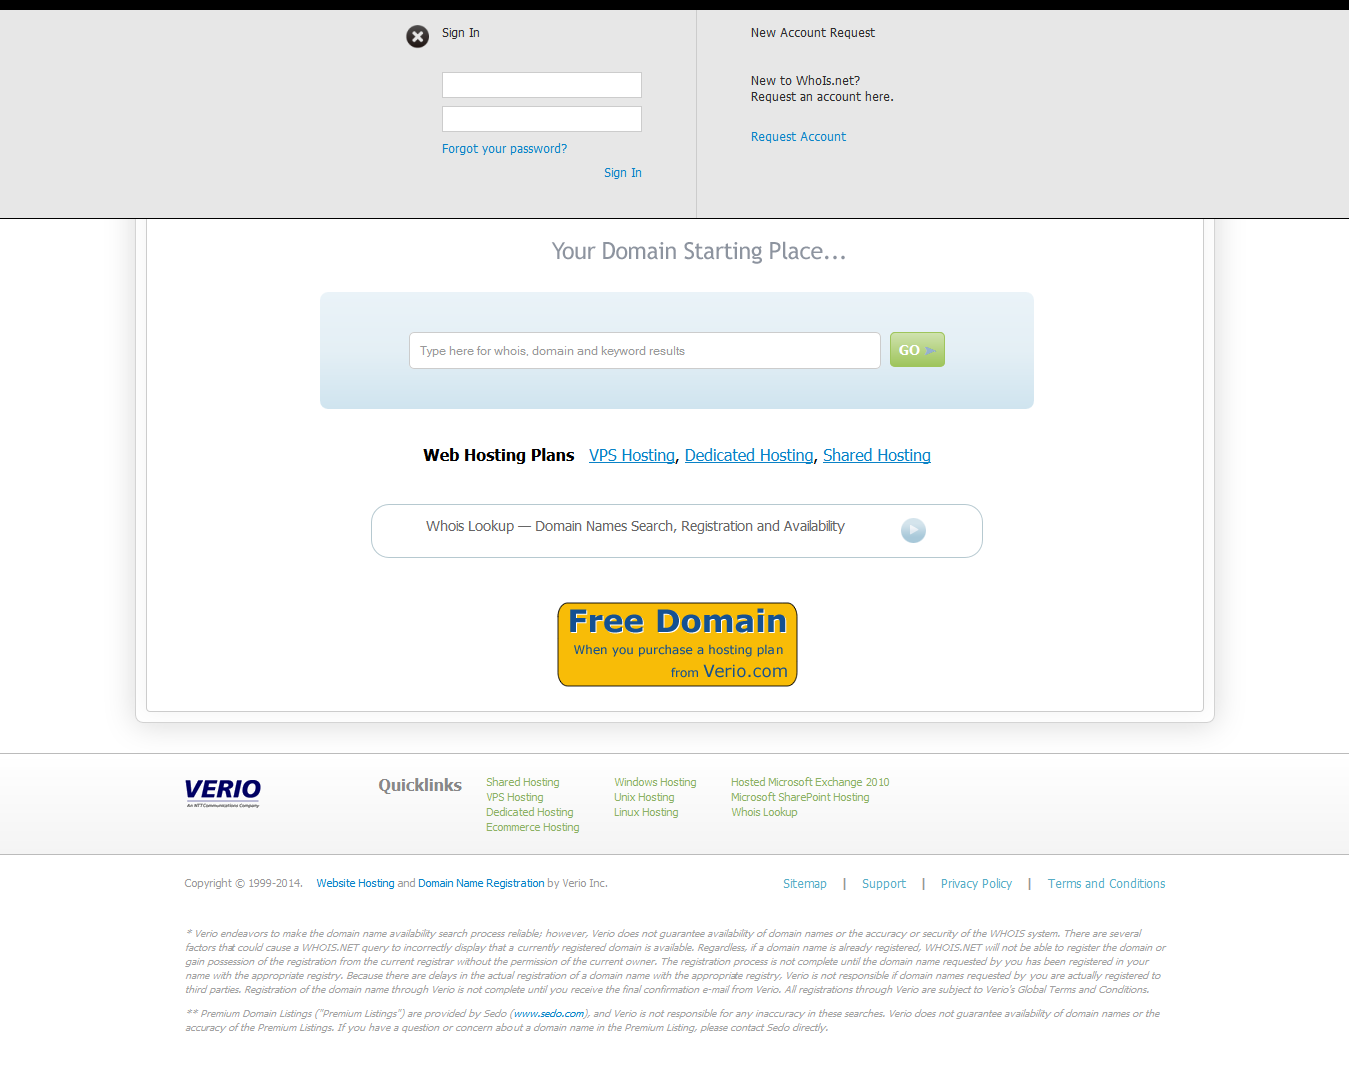 Sign In
Forgot your password?
Sign In
New Account Request
New to WhoIs.net?
Request an account here.
Request Account
Your Domain Starting Place...
Type here for whois, domain and keyword results
GO
Web Hosting Plans VPS Hosting, Dedicated Hosting, Shared Hosting
Whois Lookup — Domain Names Search, Registration and Availability
Free Domain
When you purchase a hosting plan
from Verio.com
VERIO
An NTT Communications Company
Quicklinks
Shared Hosting
VPS Hosting
Dedicated Hosting
Ecommerce Hosting
Windows Hosting
Unix Hosting
Linux Hosting
Hosted Microsoft Exchange 2010
Microsoft SharePoint Hosting
Whois Lookup
Copyright © 1999-2014. Website Hosting and Domain Name Registration by Verio Inc.
Sitemap | Support | Privacy Policy | Terms and Conditions
* Verio endeavors to make the domain name availability search process reliable; however, Verio does not guarantee availability of domain names or the accuracy or security of the WHOIS system. There are several
factors that could cause a WHOIS.NET query to incorrectly display that a currently registered domain is available. Regardless, if a domain name is already registered, WHOIS.NET will not be able to register the domain or
gain possession of the registration from the current registrar without the permission of the current owner. The registration process is not complete until the domain name requested by you has been registered in your
name with the appropriate registry. Because there are delays in the actual registration of a domain name with the appropriate registry, Verio is not responsible if domain names requested by you are actually registered to
third parties. Registration of the domain name through Verio is not complete until you receive the final confirmation e-mail from Verio. All registrations through Verio are subject to Verio's Global Terms and Conditions.
** Premium Domain Listings ("Premium Listings") are provided by Sedo (www.sedo.com), and Verio is not responsible for any inaccuracy in these searches. Verio does not guarantee availability of domain names or the
accuracy of the Premium Listings. If you have a question or concern about a domain name in the Premium Listing, please contact Sedo directly.